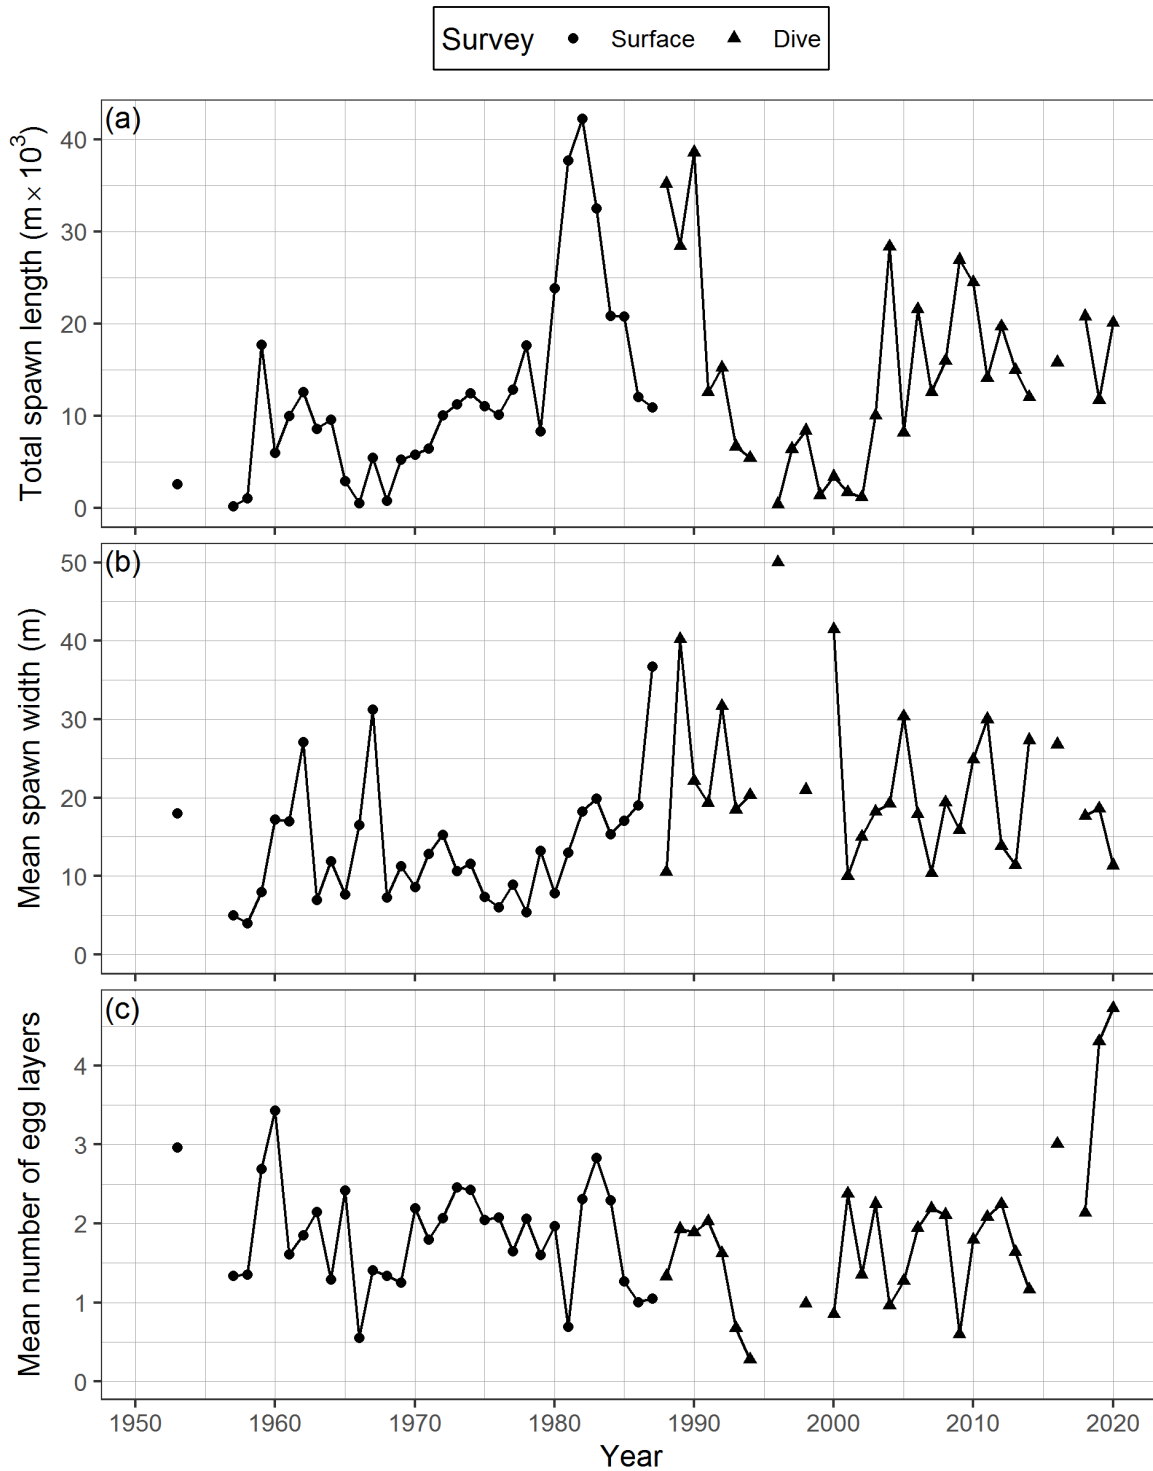 Survey Surface Dive
(a)
Total spawn length (m × 10³)
40
30
20
10
0
(b)
Mean spawn width (m)
50
40
30
20
10
0
(c)
Mean number of egg layers
4
3
2
1
0
1950 1960 1970 1980 1990 2000 2010 2020
Year